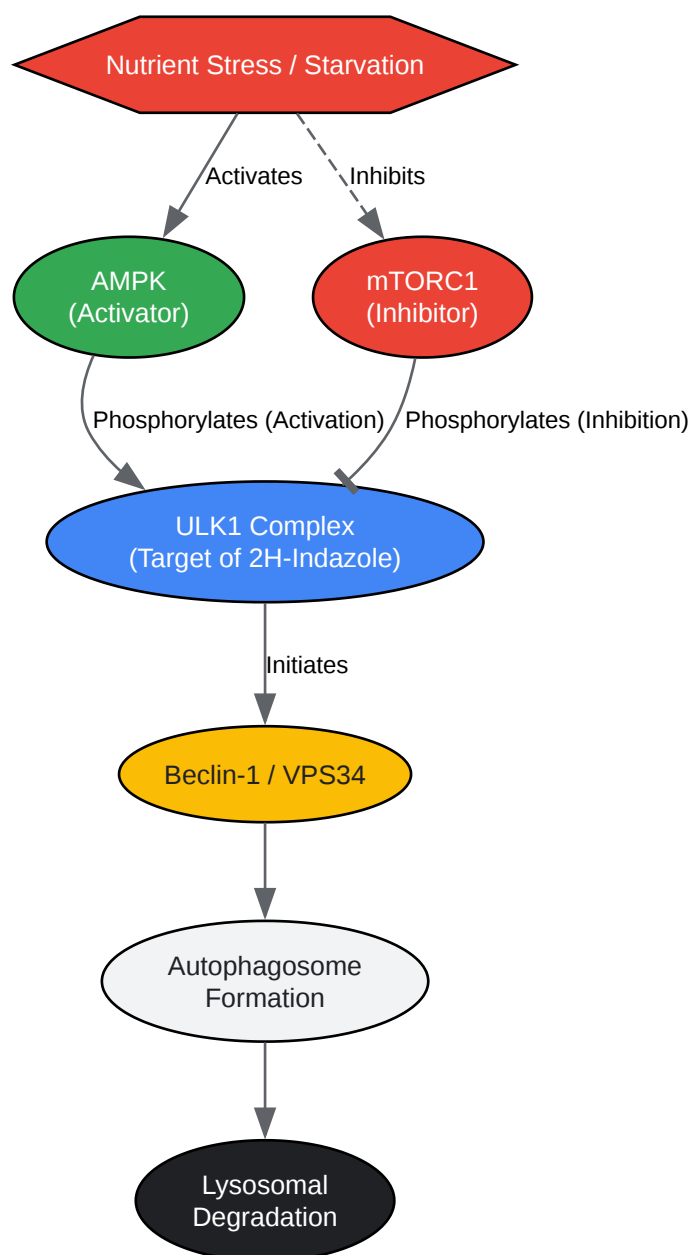 Nutrient Stress / Starvation
Activates
Inhibits
AMPK
(Activator)
mTORC1
(Inhibitor)
Phosphorylates (Activation)
Phosphorylates (Inhibition)
ULK1 Complex
(Target of 2H-Indazole)
Initiates
Beclin-1 / VPS34
Autophagosome
Formation
Lysosomal
Degradation